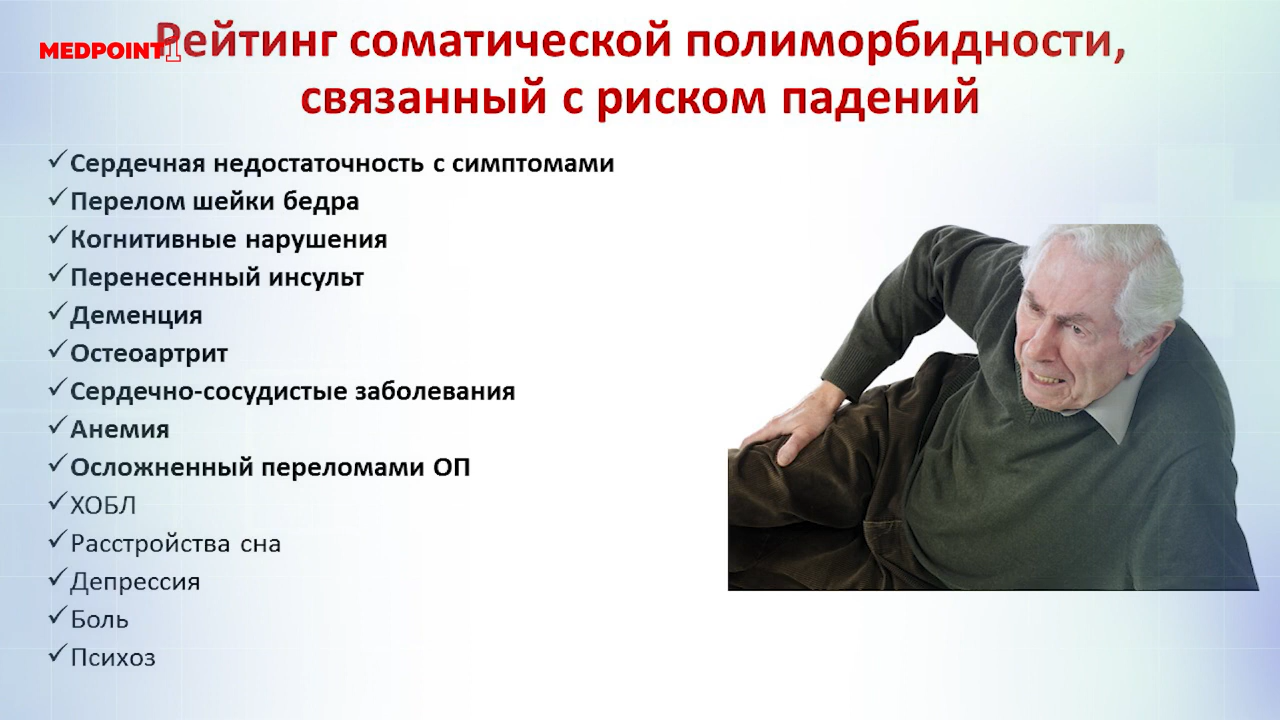 MEDPOINT1
Рейтинг соматической полиморбидности,
связанный с риском падений
Сердечная недостаточность с симптомами
Перелом шейки бедра
Когнитивные нарушения
Перенесенный инсульт
Деменция
Остеоартрит
Сердечно-сосудистые заболевания
Анемия
Осложненный переломами ОП
ХОБЛ
Расстройства сна
Депрессия
Боль
Психоз